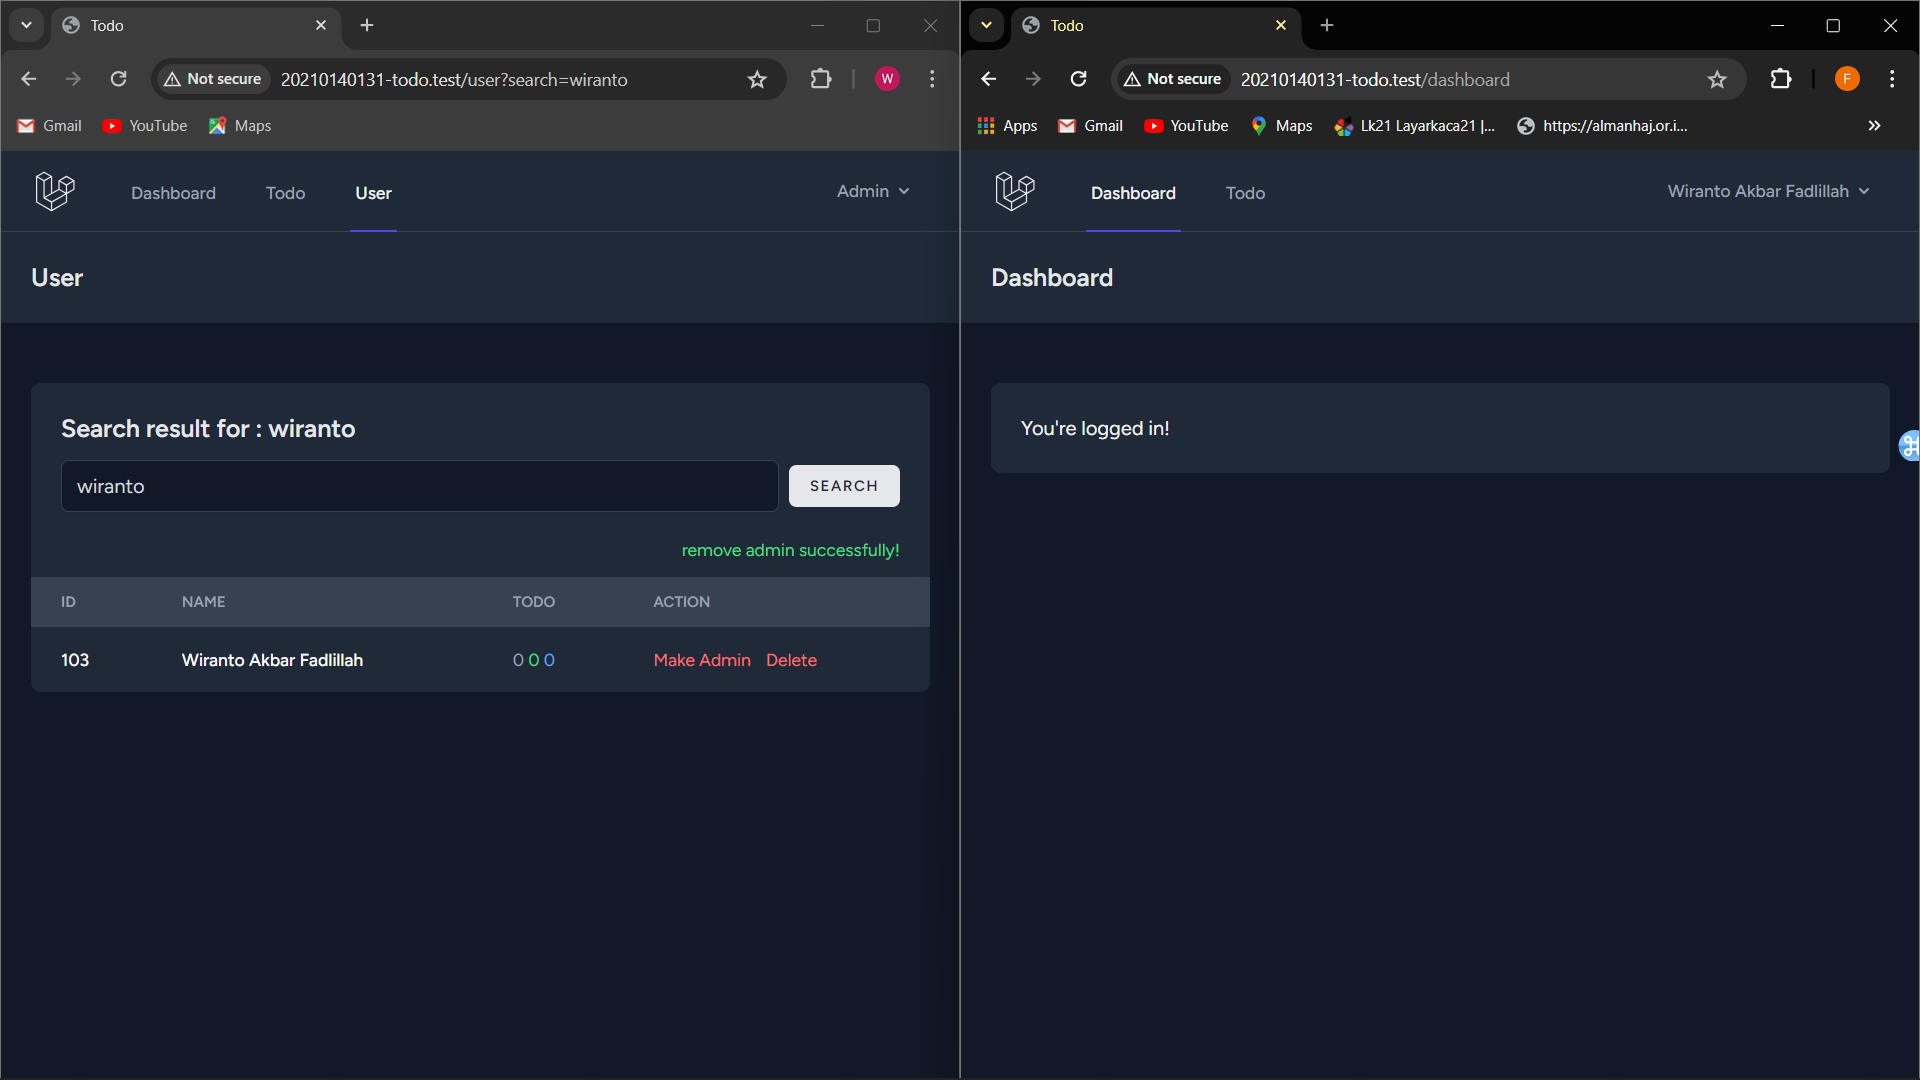 Todo
Not secure
20210140131-todo.test/user?search=wiranto
W
Gmail
YouTube
Maps
Dashboard
Todo
User
Admin
User
Search result for : wiranto
wiranto
SEARCH
remove admin successfully!
ID NAME TODO ACTION
103 Wiranto Akbar Fadlillah 0 0 0 Make Admin Delete
Todo
Not secure
20210140131-todo.test/dashboard
F
Apps
Gmail
YouTube
Maps
Lk21 Layarkaca21 |...
https://almanhaj.or.i...
Dashboard
Todo
Wiranto Akbar Fadlillah
Dashboard
You're logged in!